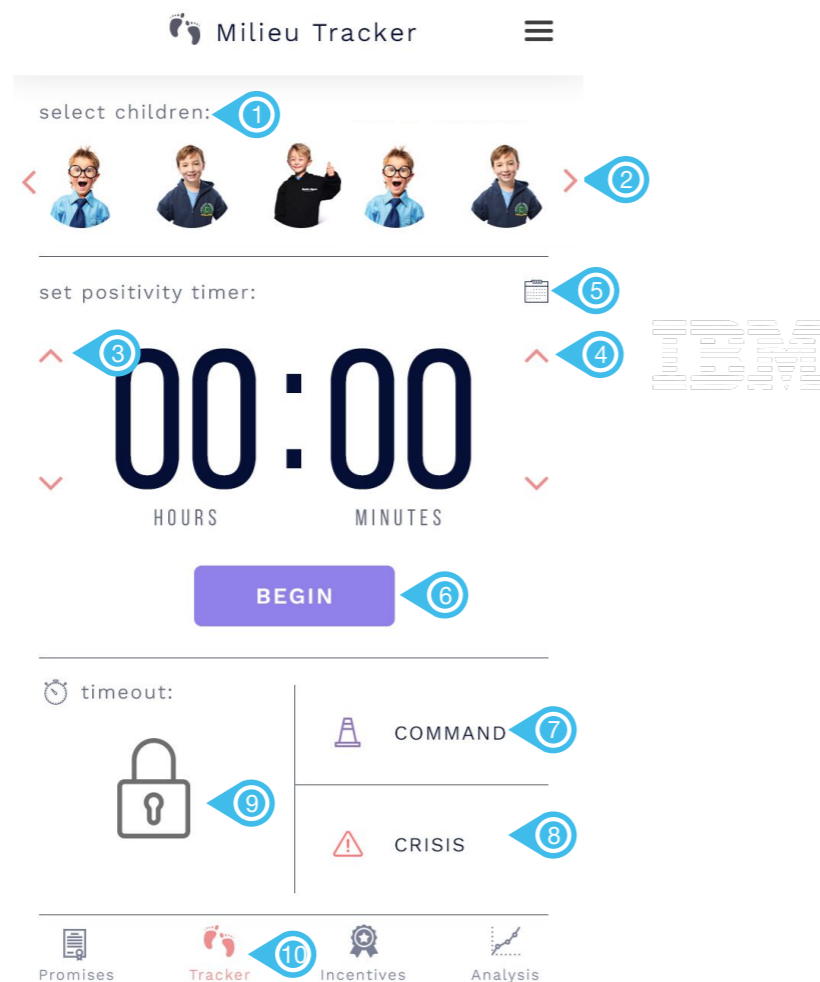 Milieu Tracker
select children: 1
2
set positivity timer: 5
3 00:00 4
IBM
HOURS MINUTES
BEGIN 6
timeout:
COMMAND 7
9
CRISIS 8
10
Promises Tracker Incentives Analysis